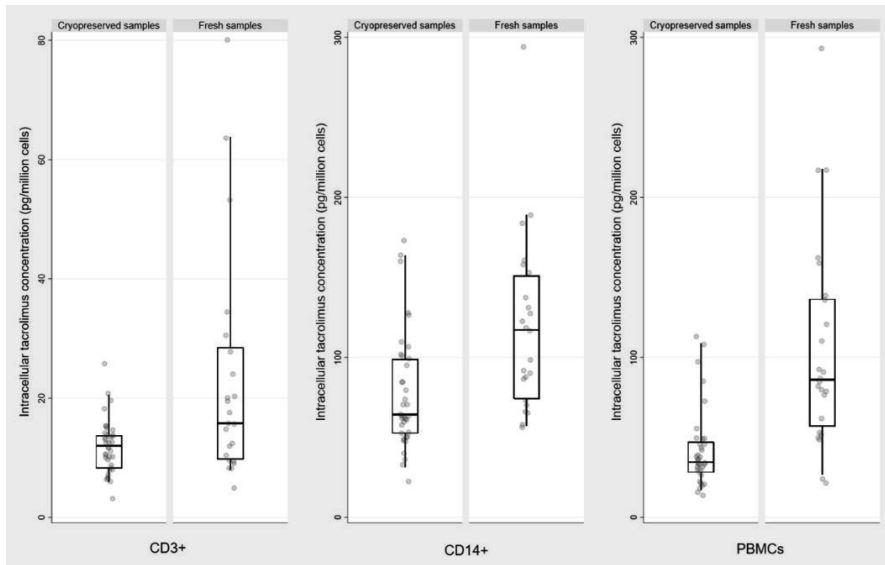 Cryopreserved samples Fresh samples
Intracellular tacrolimus concentration (pg/million cells)
80
60
40
20
0
CD3+
Cryopreserved samples Fresh samples
Intracellular tacrolimus concentration (pg/million cells)
300
200
100
0
CD14+
Cryopreserved samples Fresh samples
Intracellular tacrolimus concentration (pg/million cells)
300
200
100
0
PBMCs